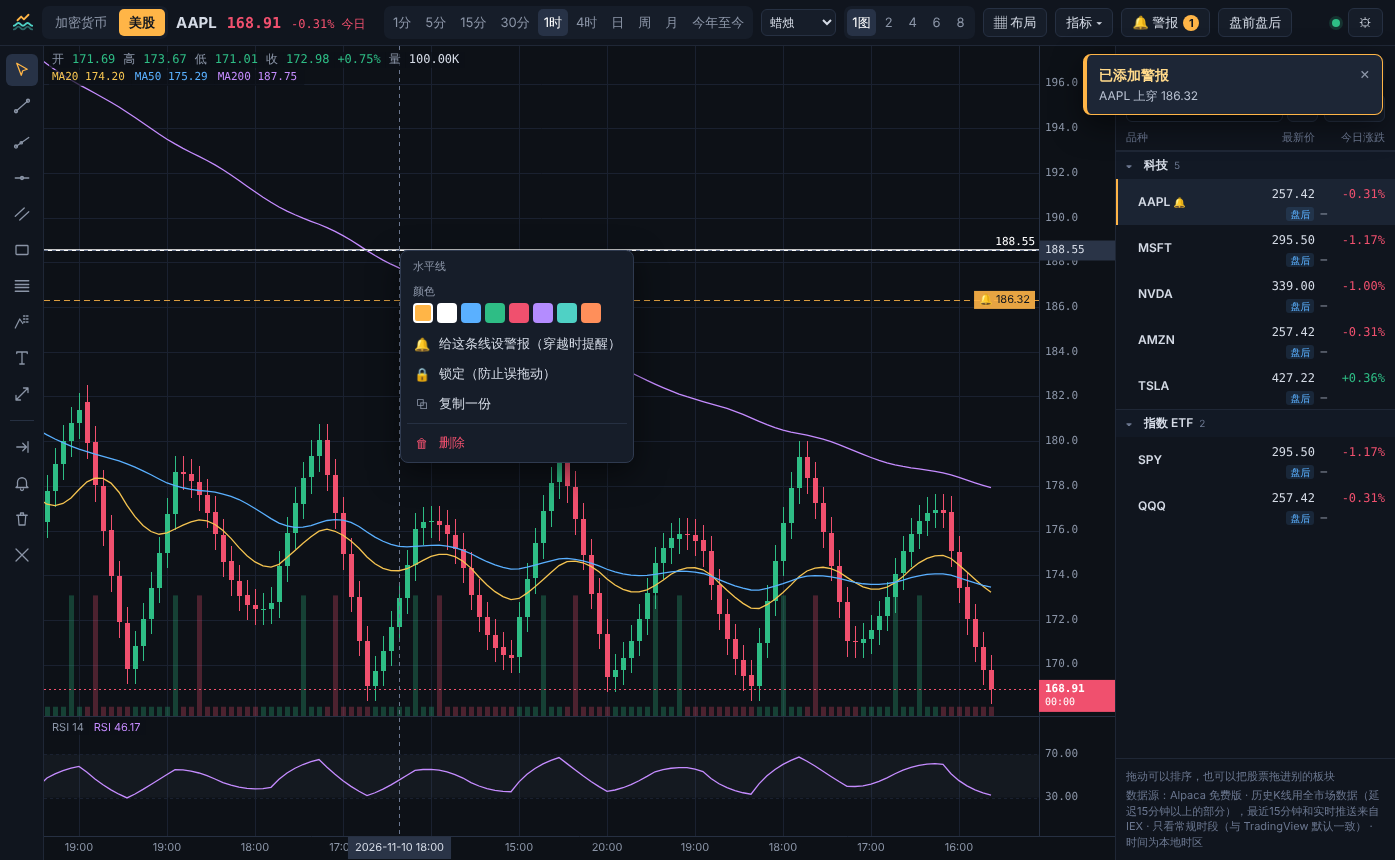 加密货币 美股 AAPL 168.91 -0.31% 今日 1分 5分 15分 30分 1时 4时 日 周 月 今年至今 蜡烛 1图 2 4 6 8 布局 指标 警报 1 盘前盘后
开 171.69 高 173.67 低 171.01 收 172.98 +0.75% 量 100.00K
MA20 174.20 MA50 175.29 MA200 187.75
已添加警报
AAPL 上穿 186.32
品种 最新价 今日涨跌
科技 5
AAPL 257.42 -0.31%
盘后 —
MSFT 295.50 -1.17%
盘后 —
NVDA 339.00 -1.00%
盘后 —
AMZN 257.42 -0.31%
盘后 —
TSLA 427.22 +0.36%
盘后 —
指数 ETF 2
SPY 295.50 -1.17%
盘后 —
QQQ 257.42 -0.31%
盘后 —
196.0
194.0
192.0
190.0
188.55 188.55
188.0
186.32
186.0
184.0
182.0
180.0
178.0
176.0
174.0
172.0
170.0
168.91
00:00
水平线
颜色
给这条线设警报（穿越时提醒）
锁定（防止误拖动）
复制一份
删除
RSI 14 RSI 46.17
70.00
30.00
19:00 19:00 18:00 2026-11-10 18:00 15:00 20:00 19:00 18:00 17:00 16:00
拖动可以排序，也可以把股票拖进别的板块
数据源：Alpaca 免费版 · 历史K线用全市场数据（延
迟15分钟以上的部分），最近15分钟和实时推送来自
IEX · 只看常规时段（与 TradingView 默认一致） ·
时间为本地时区